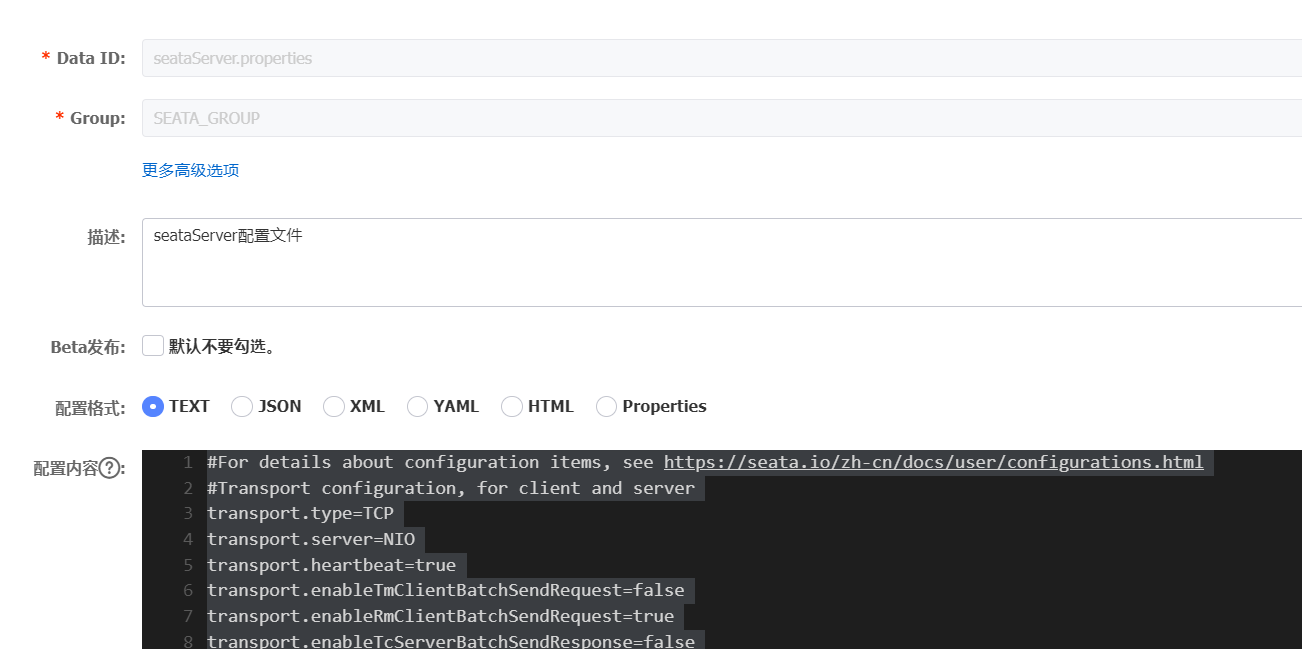 * Data ID: seataServer.properties
* Group: SEATA_GROUP
更多高级选项
描述: seataServer配置文件
Beta发布: 默认不要勾选。
配置格式: TEXT JSON XML YAML HTML Properties
配置内容?: 1 #For details about configuration items, see https://seata.io/zh-cn/docs/user/configurations.html
2 #Transport configuration, for client and server
3 transport.type=TCP
4 transport.server=NIO
5 transport.heartbeat=true
6 transport.enableTmClientBatchSendRequest=false
7 transport.enableRmClientBatchSendRequest=true
8 transport.enableTcServerBatchSendResponse=false